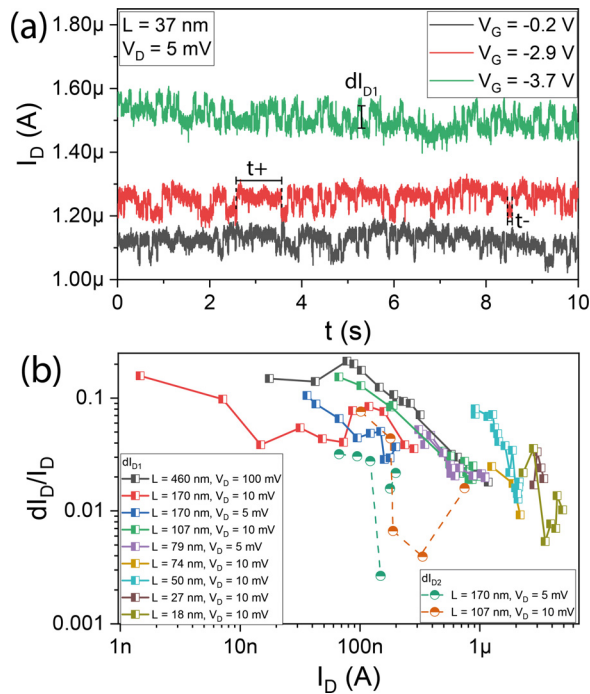 (a)
L = 37 nm
V_D = 5 mV
V_G = -0.2 V
V_G = -2.9 V
V_G = -3.7 V
dI_D1
t+
t-
I_D (A)
1.80µ
1.60µ
1.40µ
1.20µ
1.00µ
0
2
4
6
8
10
t (s)
(b)
dI_D/I_D
0.1
0.01
0.001
dI_D1
L = 460 nm, V_D = 100 mV
L = 170 nm, V_D = 10 mV
L = 170 nm, V_D = 5 mV
L = 107 nm, V_D = 10 mV
L = 79 nm, V_D = 5 mV
L = 74 nm, V_D = 10 mV
L = 50 nm, V_D = 10 mV
L = 27 nm, V_D = 10 mV
L = 18 nm, V_D = 10 mV
dI_D2
L = 170 nm, V_D = 5 mV
L = 107 nm, V_D = 10 mV
1n
10n
100n
1µ
I_D (A)